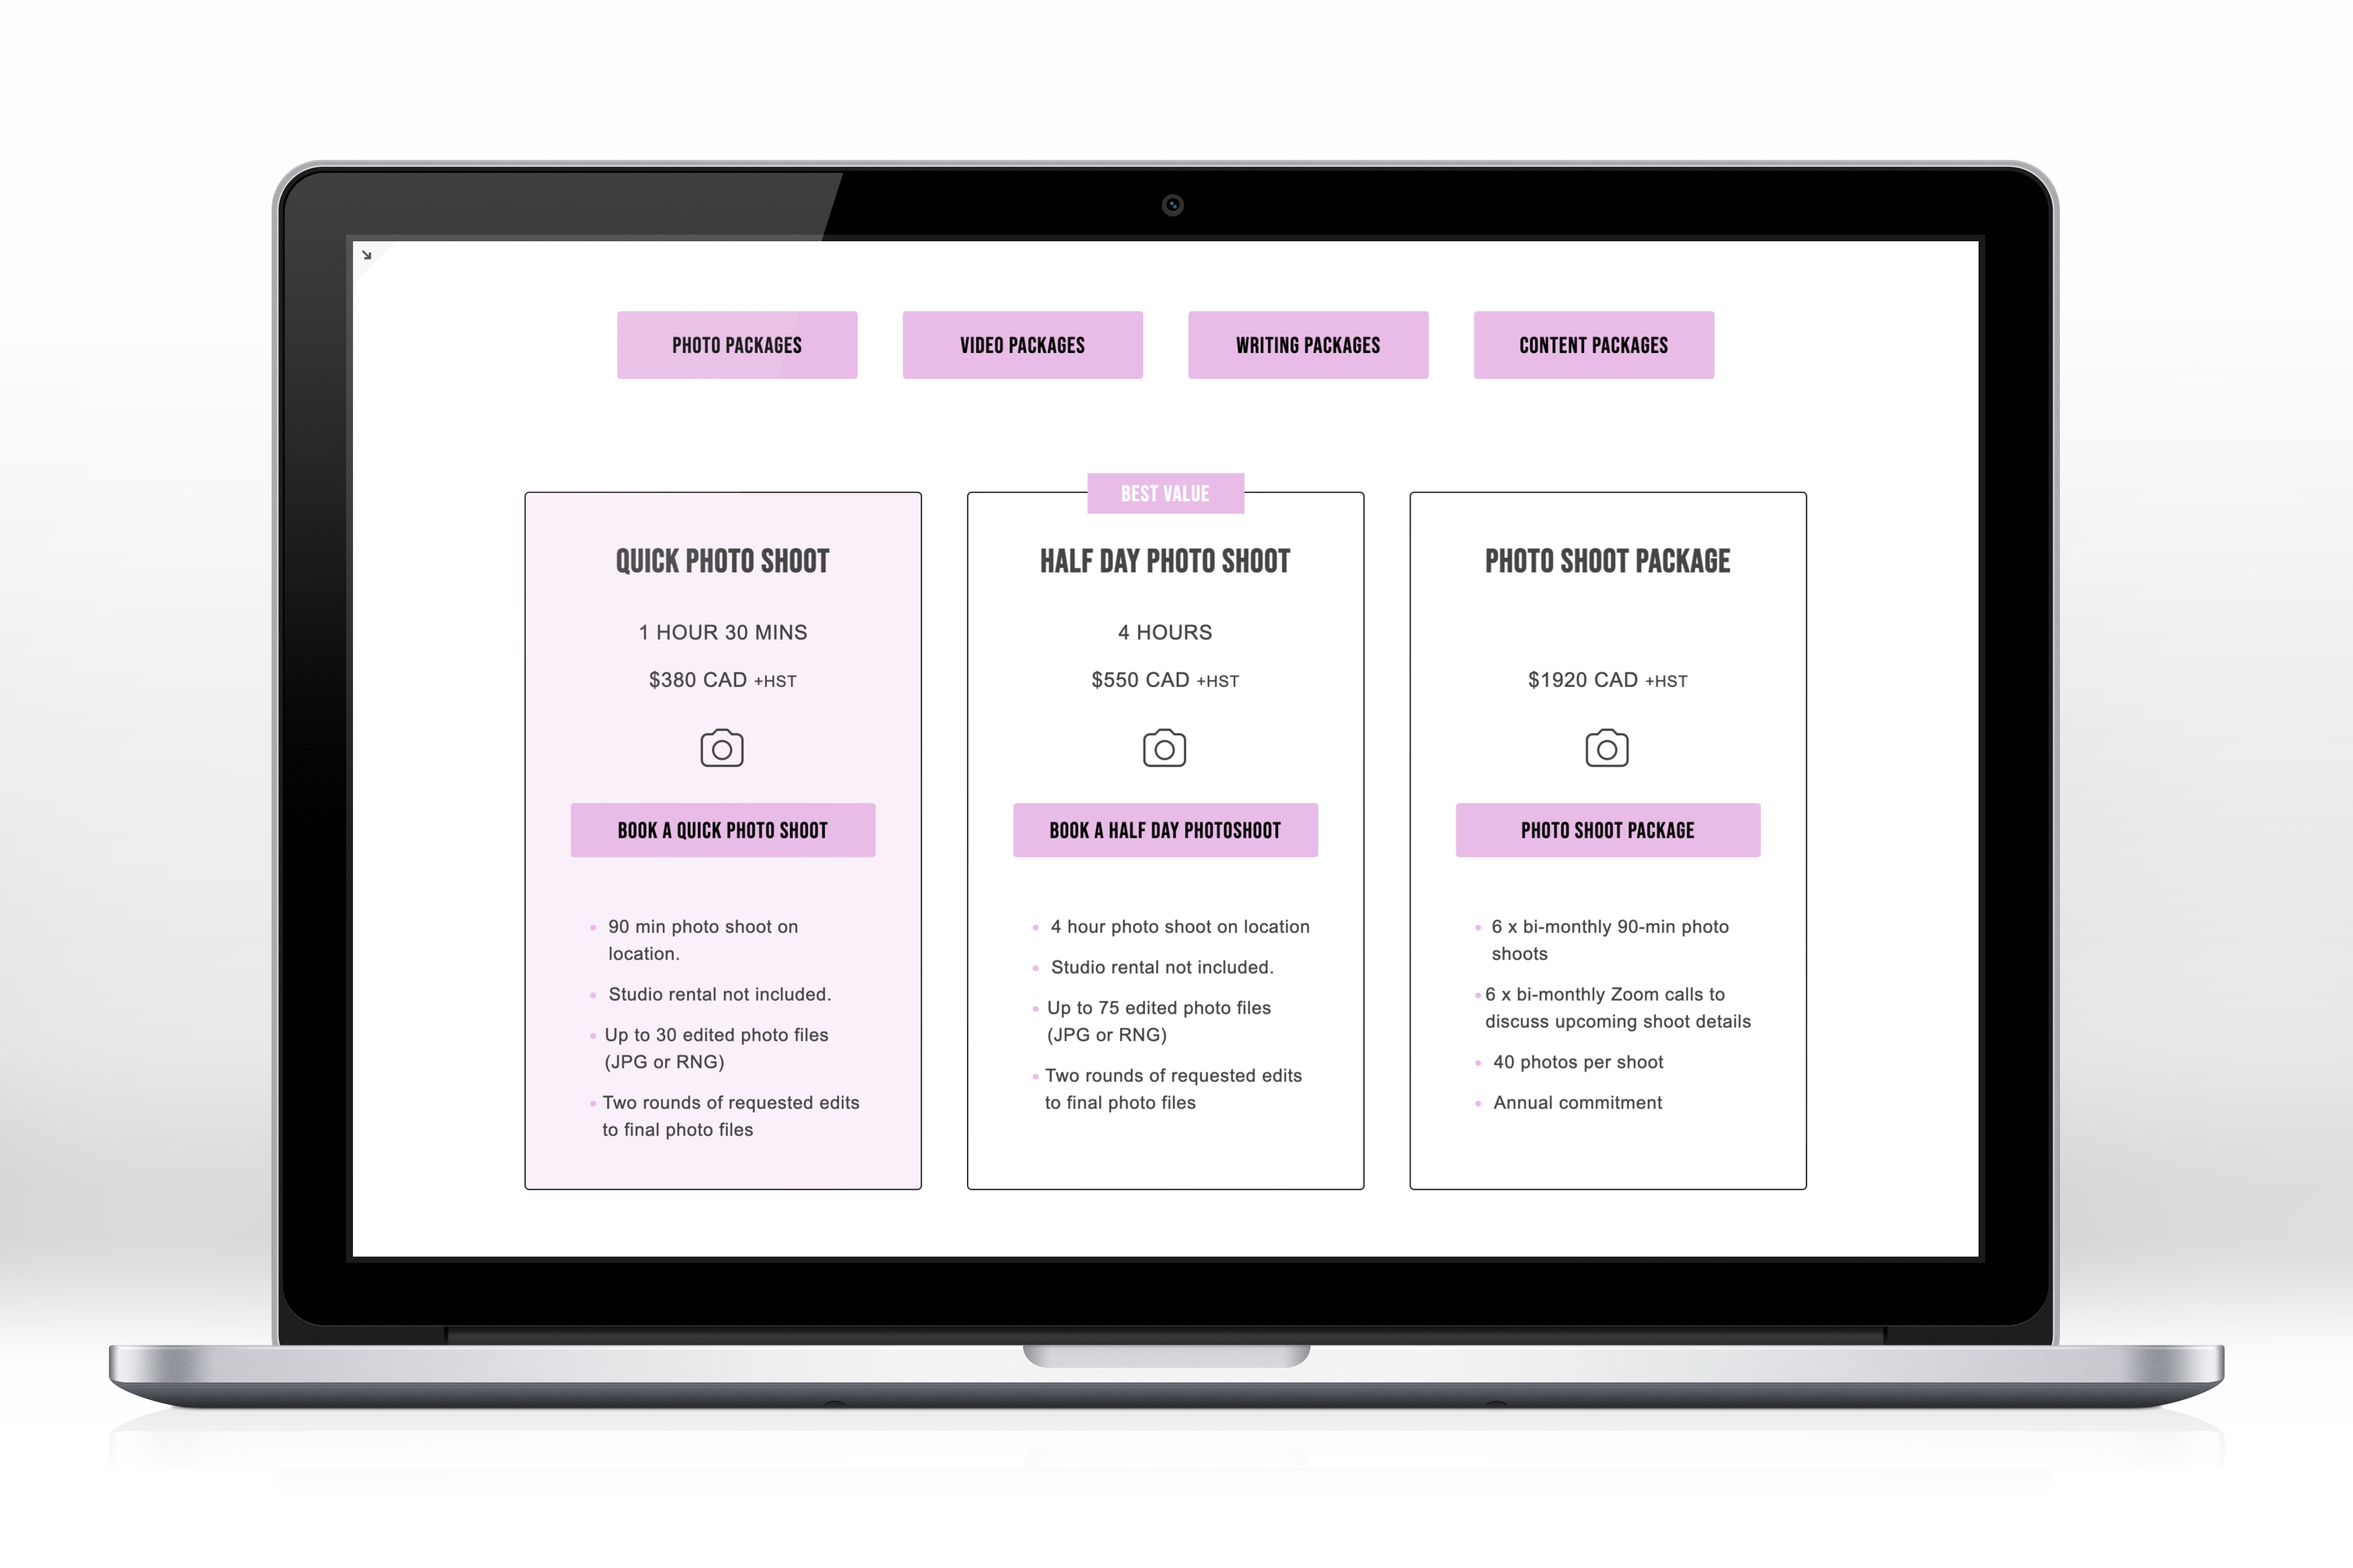 PHOTO PACKAGES
VIDEO PACKAGES
WRITING PACKAGES
CONTENT PACKAGES
QUICK PHOTO SHOOT
1 HOUR 30 MINS
$380 CAD +HST
BOOK A QUICK PHOTO SHOOT
90 min photo shoot on
location.
Studio rental not included.
Up to 30 edited photo files
(JPG or RNG)
Two rounds of requested edits
to final photo files
BEST VALUE
HALF DAY PHOTO SHOOT
4 HOURS
$550 CAD +HST
BOOK A HALF DAY PHOTOSHOOT
4 hour photo shoot on location
Studio rental not included.
Up to 75 edited photo files
(JPG or RNG)
Two rounds of requested edits
to final photo files
PHOTO SHOOT PACKAGE
$1920 CAD +HST
PHOTO SHOOT PACKAGE
6 x bi-monthly 90-min photo
shoots
6 x bi-monthly Zoom calls to
discuss upcoming shoot details
40 photos per shoot
Annual commitment